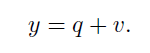 y = q + v.